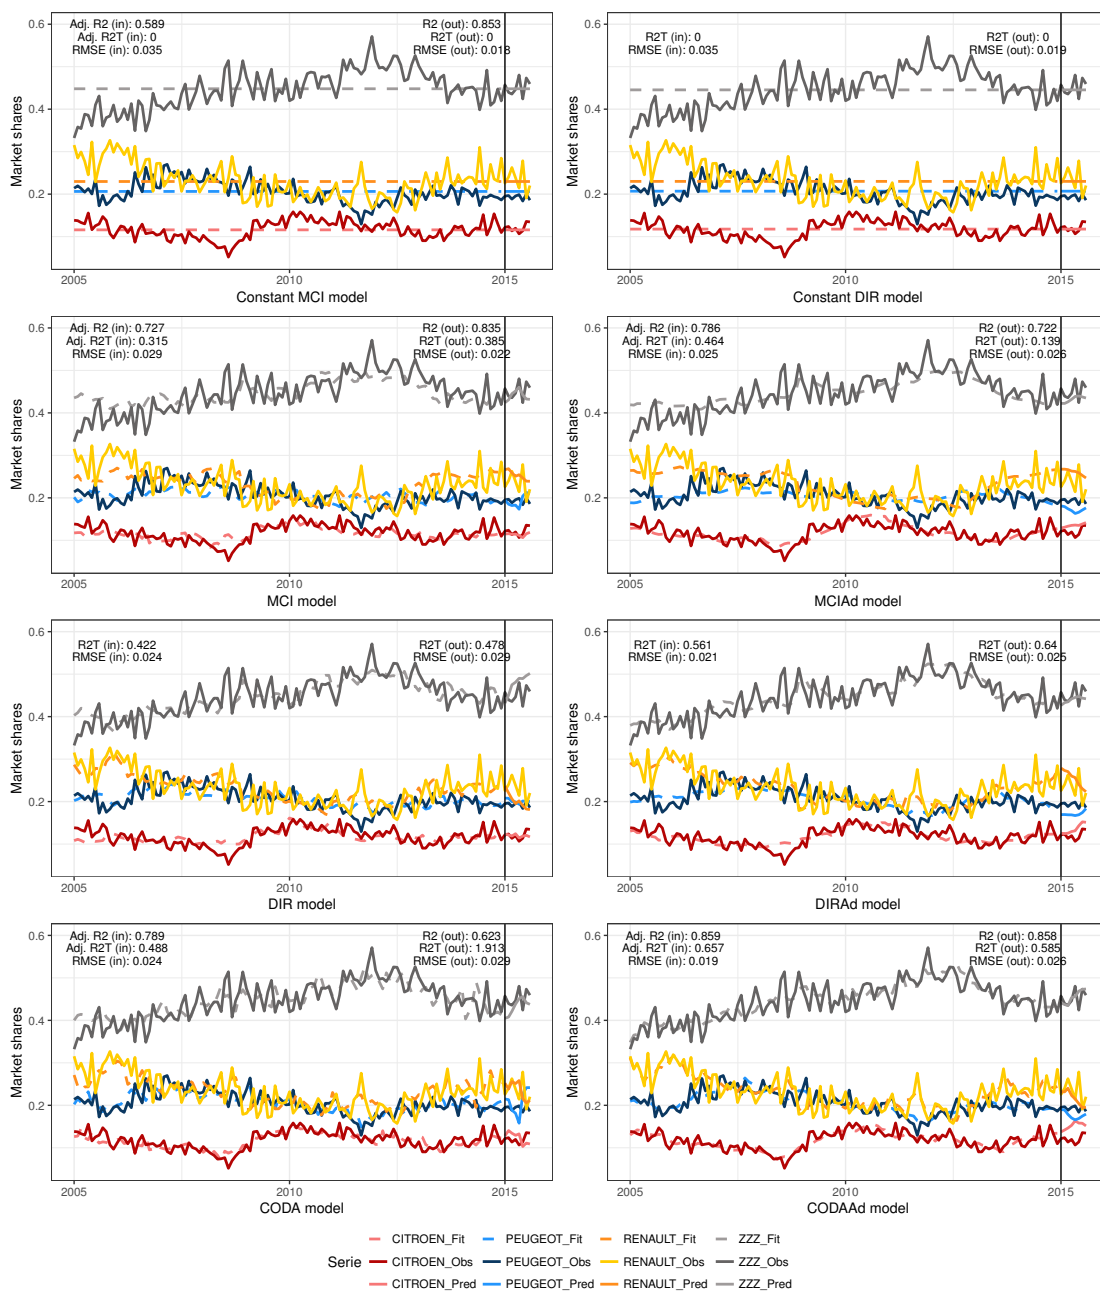 Adj. R2 (in): 0.589
Adj. R2T (in): 0
RMSE (in): 0.035
R2 (out): 0.853
R2T (out): 0
RMSE (out): 0.018
Market shares
0.6
0.4
0.2
2005
2010
2015
Constant MCI model
R2T (in): 0
RMSE (in): 0.035
R2T (out): 0
RMSE (out): 0.019
Market shares
0.6
0.4
0.2
2005
2010
2015
Constant DIR model
Adj. R2 (in): 0.727
Adj. R2T (in): 0.315
RMSE (in): 0.029
R2 (out): 0.835
R2T (out): 0.385
RMSE (out): 0.022
Market shares
0.6
0.4
0.2
2005
2010
2015
MCI model
Adj. R2 (in): 0.786
Adj. R2T (in): 0.464
RMSE (in): 0.025
R2 (out): 0.722
R2T (out): 0.139
RMSE (out): 0.026
Market shares
0.6
0.4
0.2
2005
2010
2015
MCIAd model
R2T (in): 0.422
RMSE (in): 0.024
R2T (out): 0.478
RMSE (out): 0.029
Market shares
0.6
0.4
0.2
2005
2010
2015
DIR model
R2T (in): 0.561
RMSE (in): 0.021
R2T (out): 0.64
RMSE (out): 0.025
Market shares
0.6
0.4
0.2
2005
2010
2015
DIRAd model
Adj. R2 (in): 0.789
Adj. R2T (in): 0.488
RMSE (in): 0.024
R2 (out): 0.623
R2T (out): 1.913
RMSE (out): 0.029
Market shares
0.6
0.4
0.2
2005
2010
2015
CODA model
Adj. R2 (in): 0.859
Adj. R2T (in): 0.657
RMSE (in): 0.019
R2 (out): 0.858
R2T (out): 0.585
RMSE (out): 0.026
Market shares
0.6
0.4
0.2
2005
2010
2015
CODAAd model
Serie
CITROEN_Fit
PEUGEOT_Fit
RENAULT_Fit
ZZZ_Fit
CITROEN_Obs
PEUGEOT_Obs
RENAULT_Obs
ZZZ_Obs
CITROEN_Pred
PEUGEOT_Pred
RENAULT_Pred
ZZZ_Pred